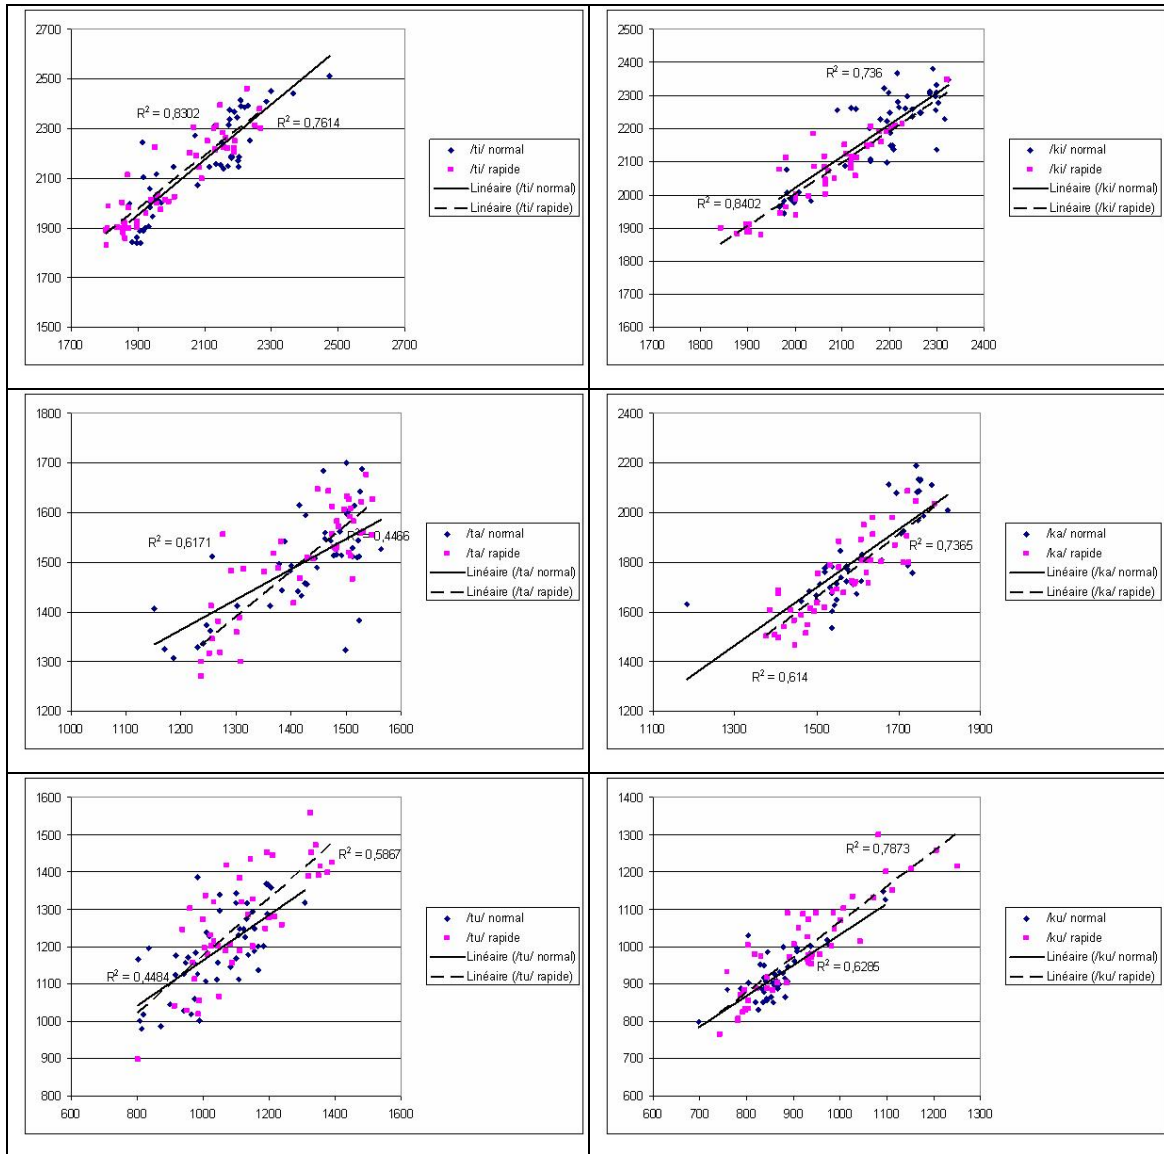 2700
2500
2300
2100
1900
1700
1500
1700 1900 2100 2300 2500 2700
R² = 0,8302
R² = 0,7614
/ti/ normal
/ti/ rapide
Linéaire (/ti/ normal)
Linéaire (/ti/ rapide)
2500
2400
2300
2200
2100
2000
1900
1800
1700
1600
1700 1800 1900 2000 2100 2200 2300 2400
R² = 0,736
R² = 0,8402
/ki/ normal
/ki/ rapide
Linéaire (/ki/ normal)
Linéaire (/ki/ rapide)
1800
1700
1600
1500
1400
1300
1200
1000 1100 1200 1300 1400 1500 1600
R² = 0,6171
R² = 0,4466
/ta/ normal
/ta/ rapide
Linéaire (/ta/ normal)
Linéaire (/ta/ rapide)
2400
2200
2000
1800
1600
1400
1200
1100 1300 1500 1700 1900
R² = 0,7365
R² = 0,614
/ka/ normal
/ka/ rapide
Linéaire (/ka/ normal)
Linéaire (/ka/ rapide)
1600
1500
1400
1300
1200
1100
1000
900
800
600 800 1000 1200 1400 1600
R² = 0,5867
R² = 0,4484
/tu/ normal
/tu/ rapide
Linéaire (/tu/ normal)
Linéaire (/tu/ rapide)
1400
1300
1200
1100
1000
900
800
700
600
600 700 800 900 1000 1100 1200 1300
R² = 0,7873
R² = 0,6285
/ku/ normal
/ku/ rapide
Linéaire (/ku/ normal)
Linéaire (/ku/ rapide)